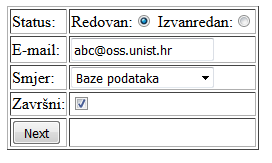 Status: Redovan: Izvanredan:
E-mail: abc@oss.unist.hr
Smjer: Baze podataka
Završni:
Next